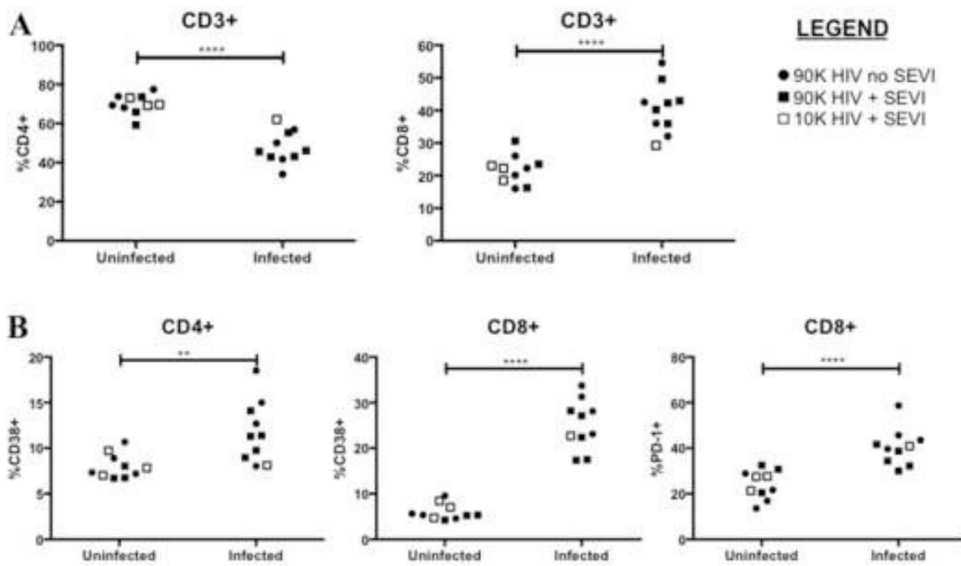 A
CD3+
****
%CD4+
100
80
60
40
20
0
Uninfected
Infected
CD3+
****
%CD8+
60
50
40
30
20
10
0
Uninfected
Infected
LEGEND
90K HIV no SEVI
90K HIV + SEVI
10K HIV + SEVI
B
CD4+
**
%CD38+
20
15
10
5
0
Uninfected
Infected
CD8+
****
%CD38+
40
30
20
10
0
Uninfected
Infected
CD8+
****
%PD-1+
80
60
40
20
0
Uninfected
Infected